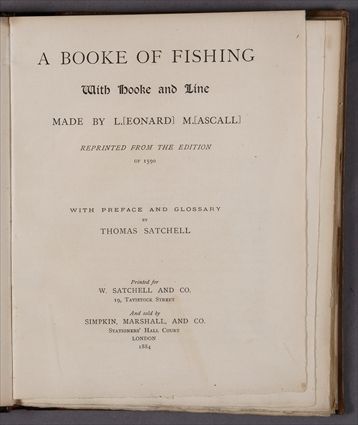 A BOOKE OF FISHING
With Hooke and Line
MADE BY L.[EONARD] M.[ASCALL]
REPRINTED FROM THE EDITION
OF 1590
WITH PREFACE AND GLOSSARY
BY
THOMAS SATCHELL
Printed for
W. SATCHELL AND CO.
19, TAVISTOCK STREET
And sold by
SIMPKIN, MARSHALL, AND CO.
STATIONERS' HALL COURT
LONDON
1884